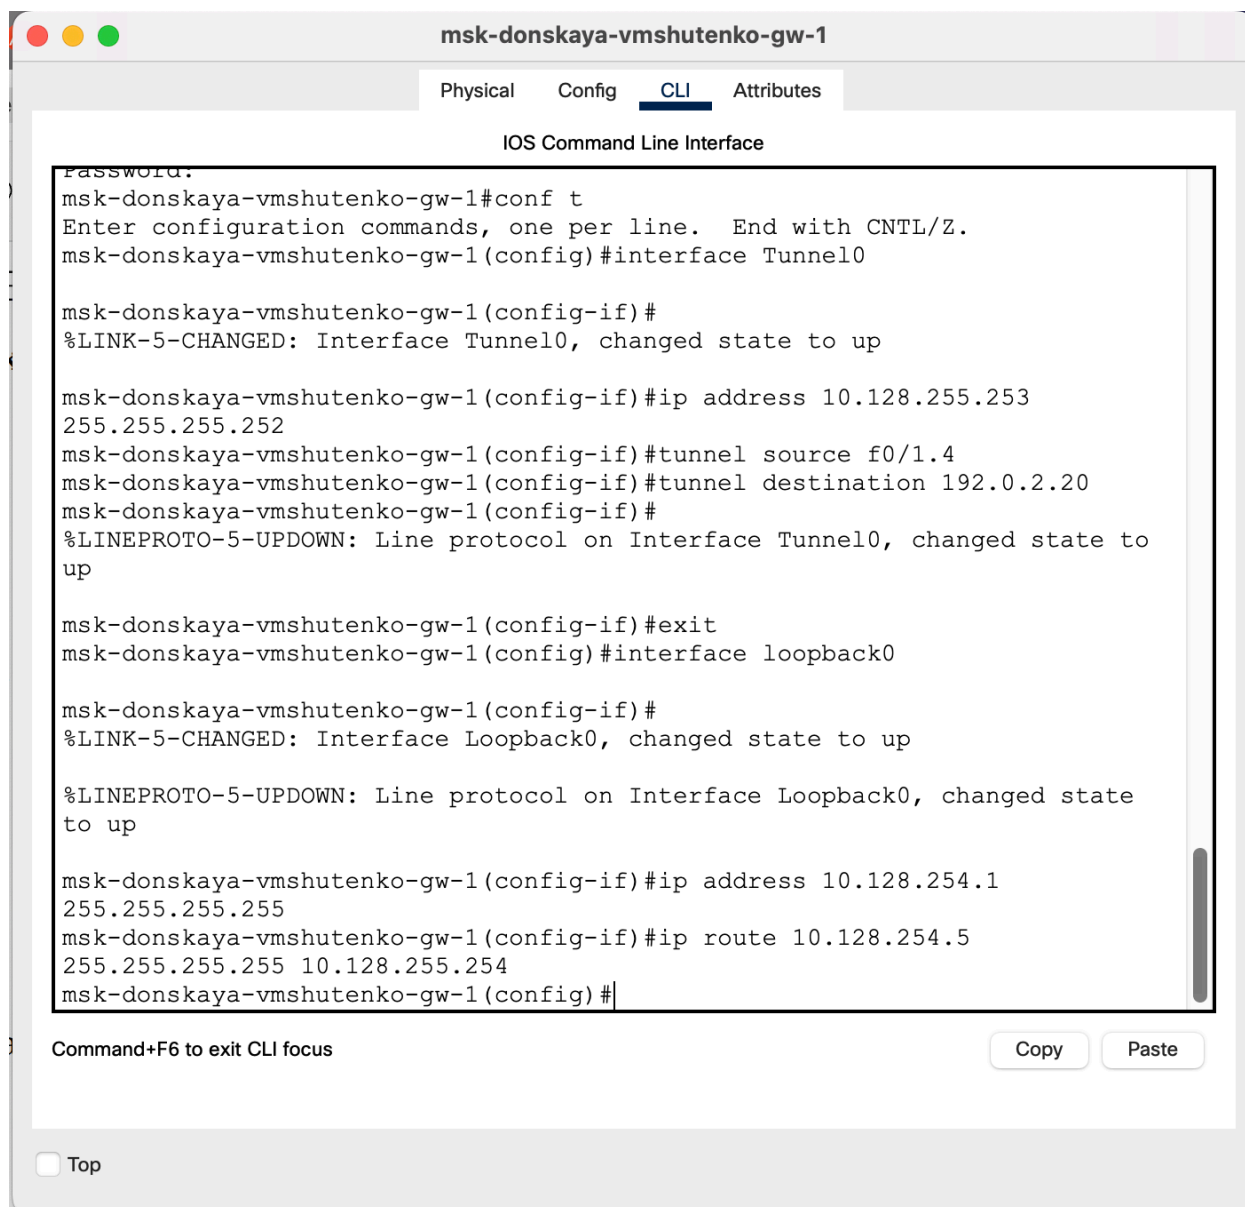 msk-donskaya-vmshutenko-gw-1
Physical Config CLI Attributes
IOS Command Line Interface
Password:
msk-donskaya-vmshutenko-gw-1#conf t
Enter configuration commands, one per line.  End with CNTL/Z.
msk-donskaya-vmshutenko-gw-1(config)#interface Tunnel0
msk-donskaya-vmshutenko-gw-1(config-if)#
%LINK-5-CHANGED: Interface Tunnel0, changed state to up
msk-donskaya-vmshutenko-gw-1(config-if)#ip address 10.128.255.253
255.255.255.252
msk-donskaya-vmshutenko-gw-1(config-if)#tunnel source f0/1.4
msk-donskaya-vmshutenko-gw-1(config-if)#tunnel destination 192.0.2.20
msk-donskaya-vmshutenko-gw-1(config-if)#
%LINEPROTO-5-UPDOWN: Line protocol on Interface Tunnel0, changed state to
up
msk-donskaya-vmshutenko-gw-1(config-if)#exit
msk-donskaya-vmshutenko-gw-1(config)#interface loopback0
msk-donskaya-vmshutenko-gw-1(config-if)#
%LINK-5-CHANGED: Interface Loopback0, changed state to up
%LINEPROTO-5-UPDOWN: Line protocol on Interface Loopback0, changed state
to up
msk-donskaya-vmshutenko-gw-1(config-if)#ip address 10.128.254.1
255.255.255.255
msk-donskaya-vmshutenko-gw-1(config-if)#ip route 10.128.254.5
255.255.255.255 10.128.255.254
msk-donskaya-vmshutenko-gw-1(config)#
Command+F6 to exit CLI focus
Copy Paste
Top